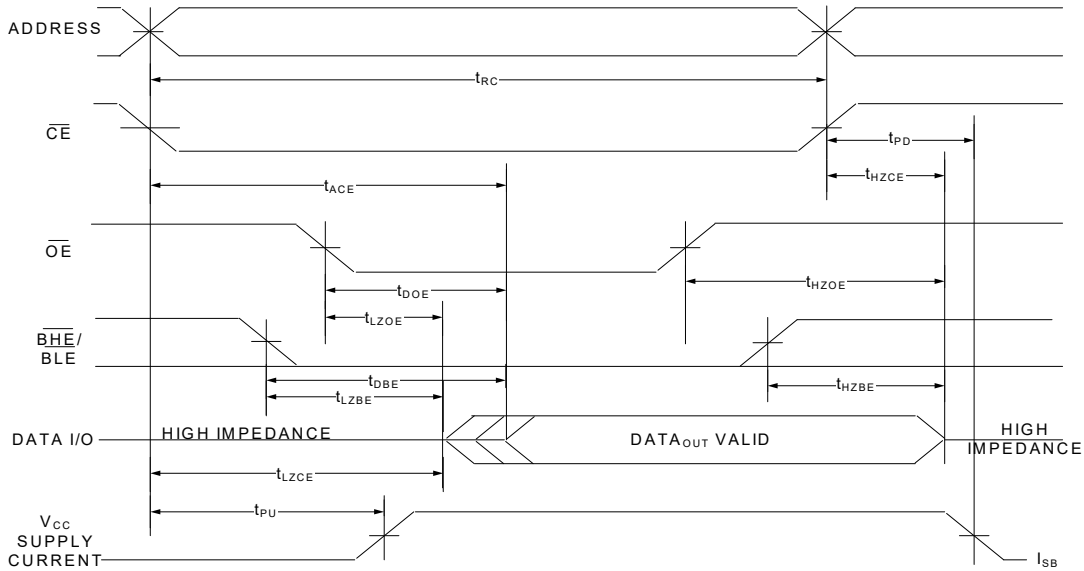 ADDRESS
tRC
CE
tPD
tHZCE
tACE
OE
tHZOE
tDOE
tLZOE
BHE/
BLE
tDBE
tHZBE
tLZBE
DATA I/O
HIGH IMPEDANCE
DATAOUT VALID
HIGH
IMPEDANCE
tLZCE
tPU
VCC
SUPPLY
CURRENT
ISB